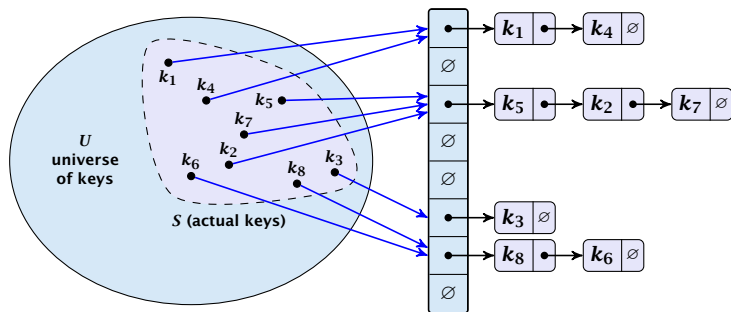 k1 k4 ∅
k1
∅
k4
k5
k5 k2 k7 ∅
k7
U
universe
of keys
∅
k2
k6
k8
k3
∅
S (actual keys)
k3 ∅
k8 k6 ∅
∅